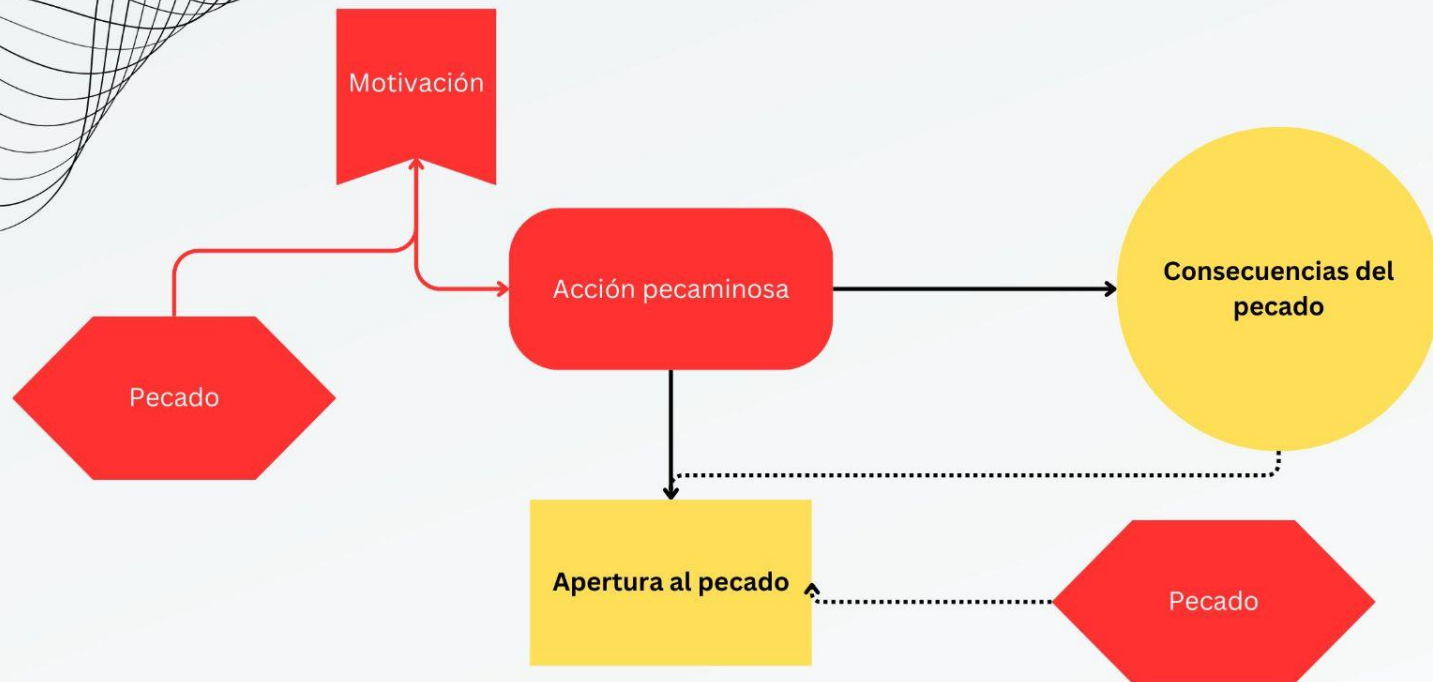 Motivación
Acción pecaminosa
Consecuencias del
pecado
Pecado
Apertura al pecado
Pecado